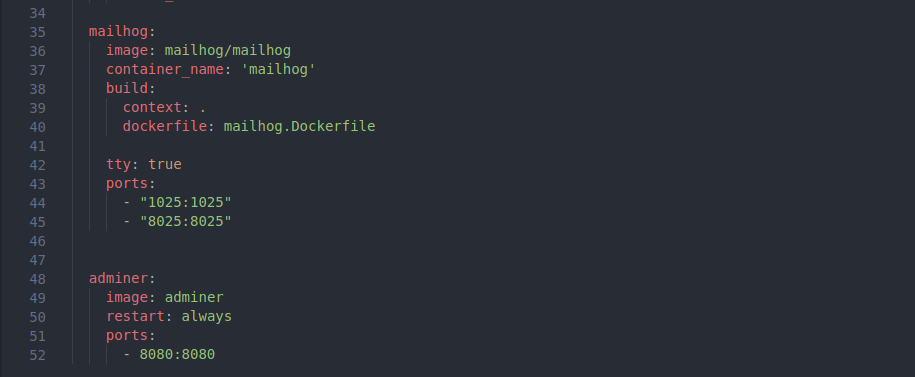 34
35 mailhog:
36 image: mailhog/mailhog
37 container_name: 'mailhog'
38 build:
39 context: .
40 dockerfile: mailhog.Dockerfile
41
42 tty: true
43 ports:
44 - "1025:1025"
45 - "8025:8025"
46
47
48 adminer:
49 image: adminer
50 restart: always
51 ports:
52 - 8080:8080